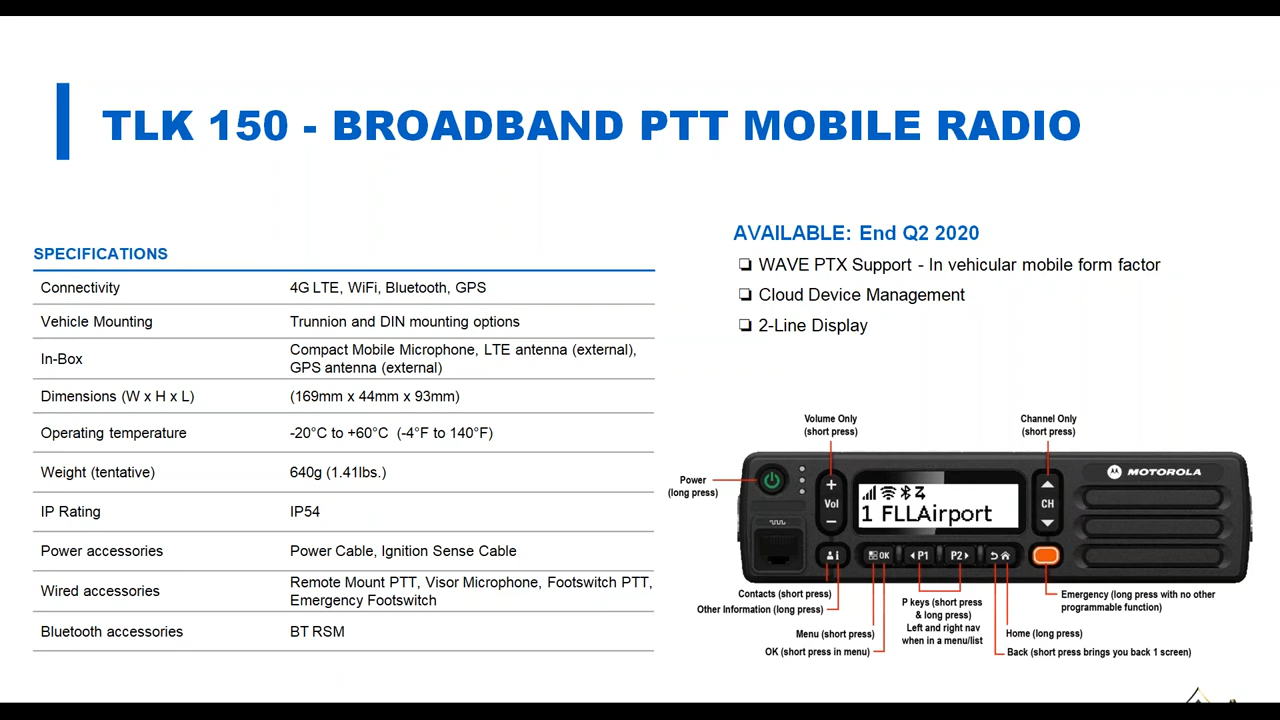 TLK 150 - BROADBAND PTT MOBILE RADIO
SPECIFICATIONS
Connectivity 4G LTE, WiFi, Bluetooth, GPS
Vehicle Mounting Trunnion and DIN mounting options
In-Box Compact Mobile Microphone, LTE antenna (external),
GPS antenna (external)
Dimensions (W x H x L) (169mm x 44mm x 93mm)
Operating temperature -20°C to +60°C (-4°F to 140°F)
Weight (tentative) 640g (1.41lbs.)
IP Rating IP54
Power accessories Power Cable, Ignition Sense Cable
Wired accessories Remote Mount PTT, Visor Microphone, Footswitch PTT,
Emergency Footswitch
Bluetooth accessories BT RSM
AVAILABLE: End Q2 2020
❏ WAVE PTX Support - In vehicular mobile form factor
❏ Cloud Device Management
❏ 2-Line Display
Volume Only
(short press)
Channel Only
(short press)
Power
(long press)
+
Vol
−
1 FLLAirport
CH
MOTOROLA
i
OK
P1
P2
Contacts (short press)
Other Information (long press)
Menu (short press)
OK (short press in menu)
P keys (short press
& long press)
Left and right nav
when in a menu/list
Home (long press)
Back (short press brings you back 1 screen)
Emergency (long press with no other
programmable function)